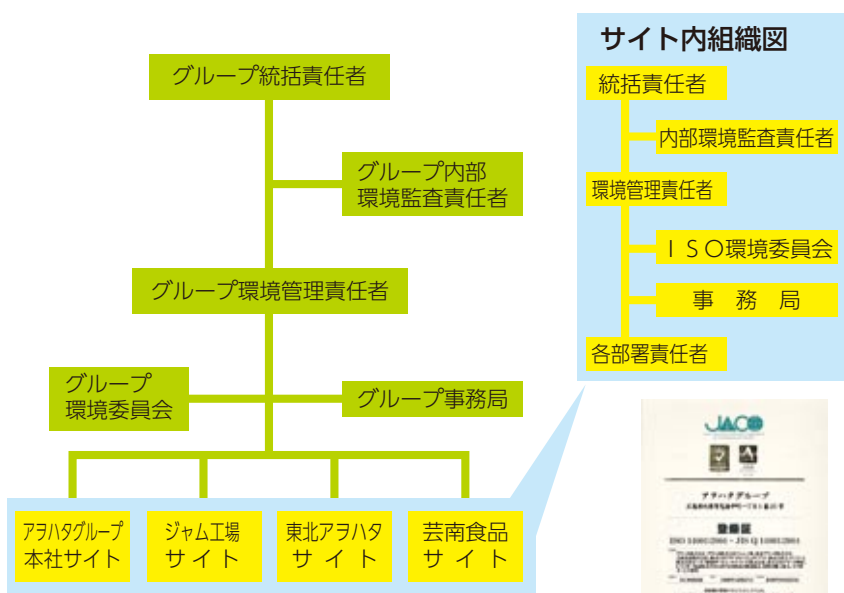 グループ統括責任者
グループ内部
環境監査責任者
グループ環境管理責任者
グループ
環境委員会
グループ事務局
アヲハタグループ
本社サイト
ジャム工場
サイト
東北アヲハタ
サイト
芸南食品
サイト
サイト内組織図
統括責任者
内部環境監査責任者
環境管理責任者
ISO環境委員会
事務局
各部署責任者
JACO
アヲハタグループ
登録証
ISO 14001:2004・JIS Q 14001:2004